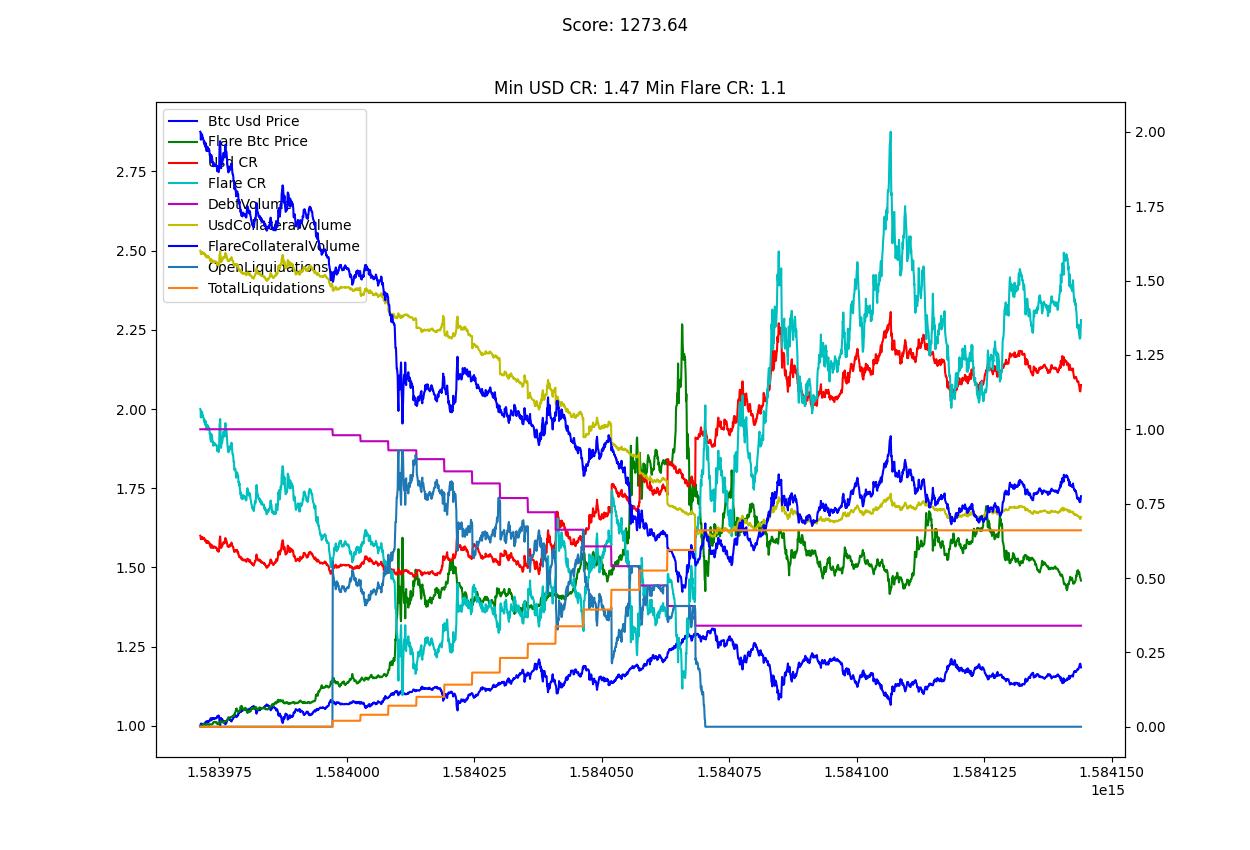 Score: 1273.64
Min USD CR: 1.47 Min Flare CR: 1.1
Btc Usd Price
Flare Btc Price
Usd CR
Flare CR
DebtVolume
UsdCollateralVolume
FlareCollateralVolume
OpenLiquidations
TotalLiquidations
2.75
2.50
2.25
2.00
1.75
1.50
1.25
1.00
2.00
1.75
1.50
1.25
1.00
0.75
0.50
0.25
0.00
1.583975 1.584000 1.584025 1.584050 1.584075 1.584100 1.584125 1.584150
1e15